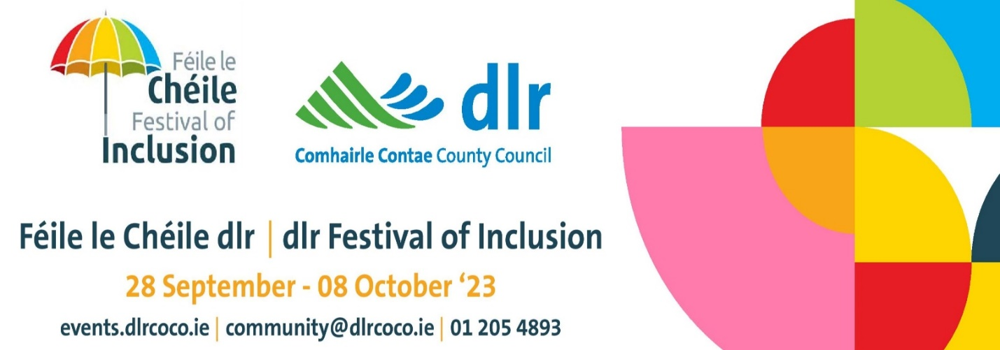 Féile le
Chéile
Festival of
Inclusion
dlr
Comhairle Contae County Council
Féile le Chéile dlr | dlr Festival of Inclusion
28 September - 08 October ‘23
events.dlrcoco.ie | community@dlrcoco.ie | 01 205 4893